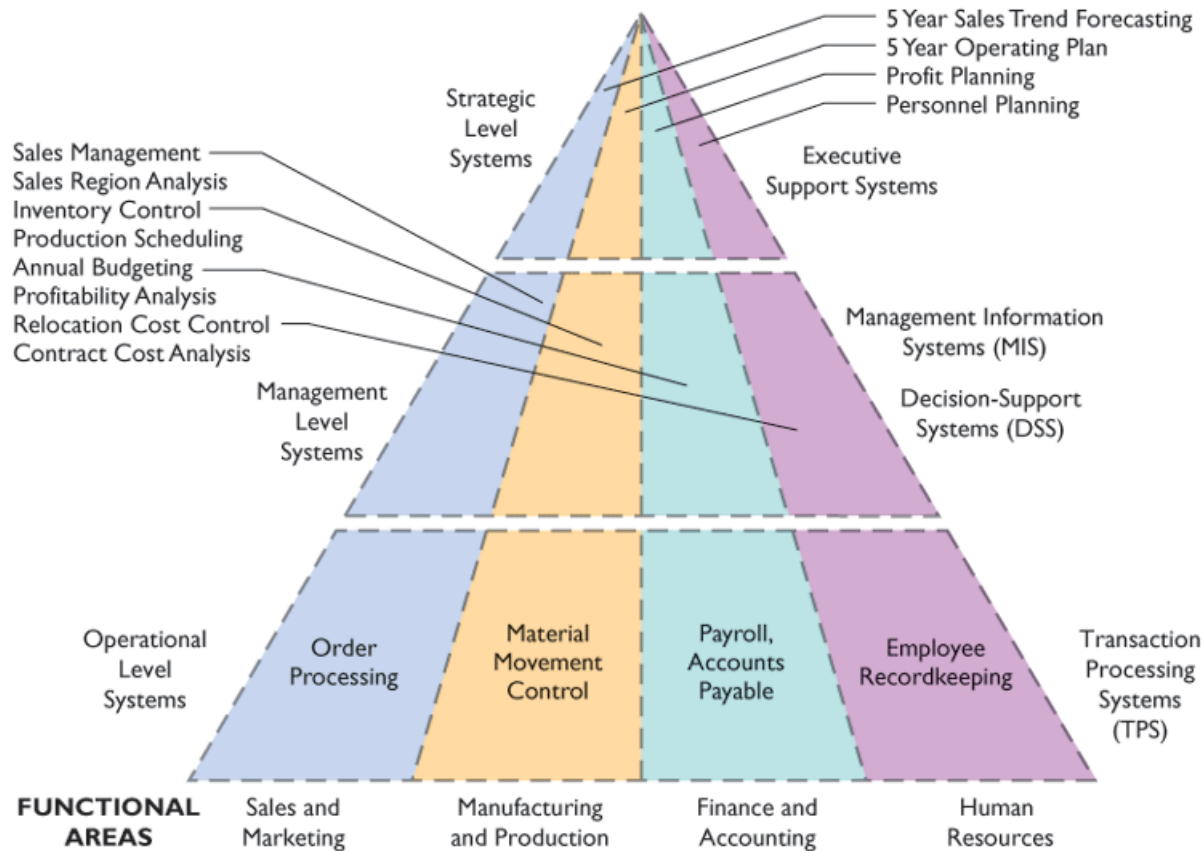 5 Year Sales Trend Forecasting
5 Year Operating Plan
Profit Planning
Personnel Planning
Strategic
Level
Systems
Executive
Support Systems
Sales Management
Sales Region Analysis
Inventory Control
Production Scheduling
Annual Budgeting
Profitability Analysis
Relocation Cost Control
Contract Cost Analysis
Management
Level
Systems
Management Information
Systems (MIS)
Decision-Support
Systems (DSS)
Operational
Level
Systems
Order
Processing
Material
Movement
Control
Payroll,
Accounts
Payable
Employee
Recordkeeping
Transaction
Processing
Systems
(TPS)
FUNCTIONAL
AREAS
Sales and
Marketing
Manufacturing
and Production
Finance and
Accounting
Human
Resources